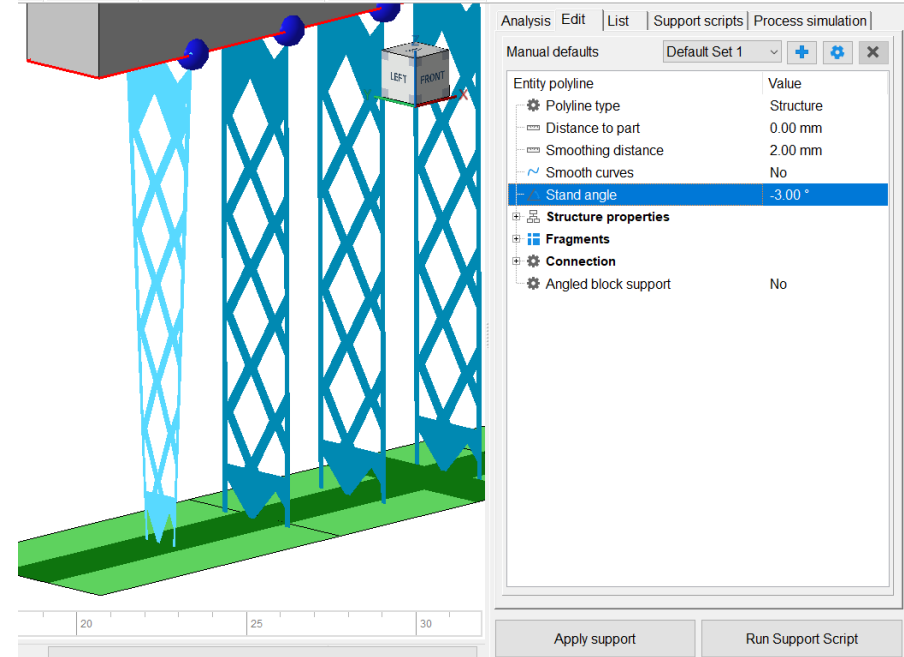 Analysis Edit List Support scripts Process simulation
Manual defaults Default Set 1
Entity polyline Value
Polyline type Structure
Distance to part 0.00 mm
Smoothing distance 2.00 mm
Smooth curves No
Stand angle -3.00 °
Structure properties
Fragments
Connection
Angled block support No
Z
LEFT FRONT
X
20 25 30
Apply support Run Support Script